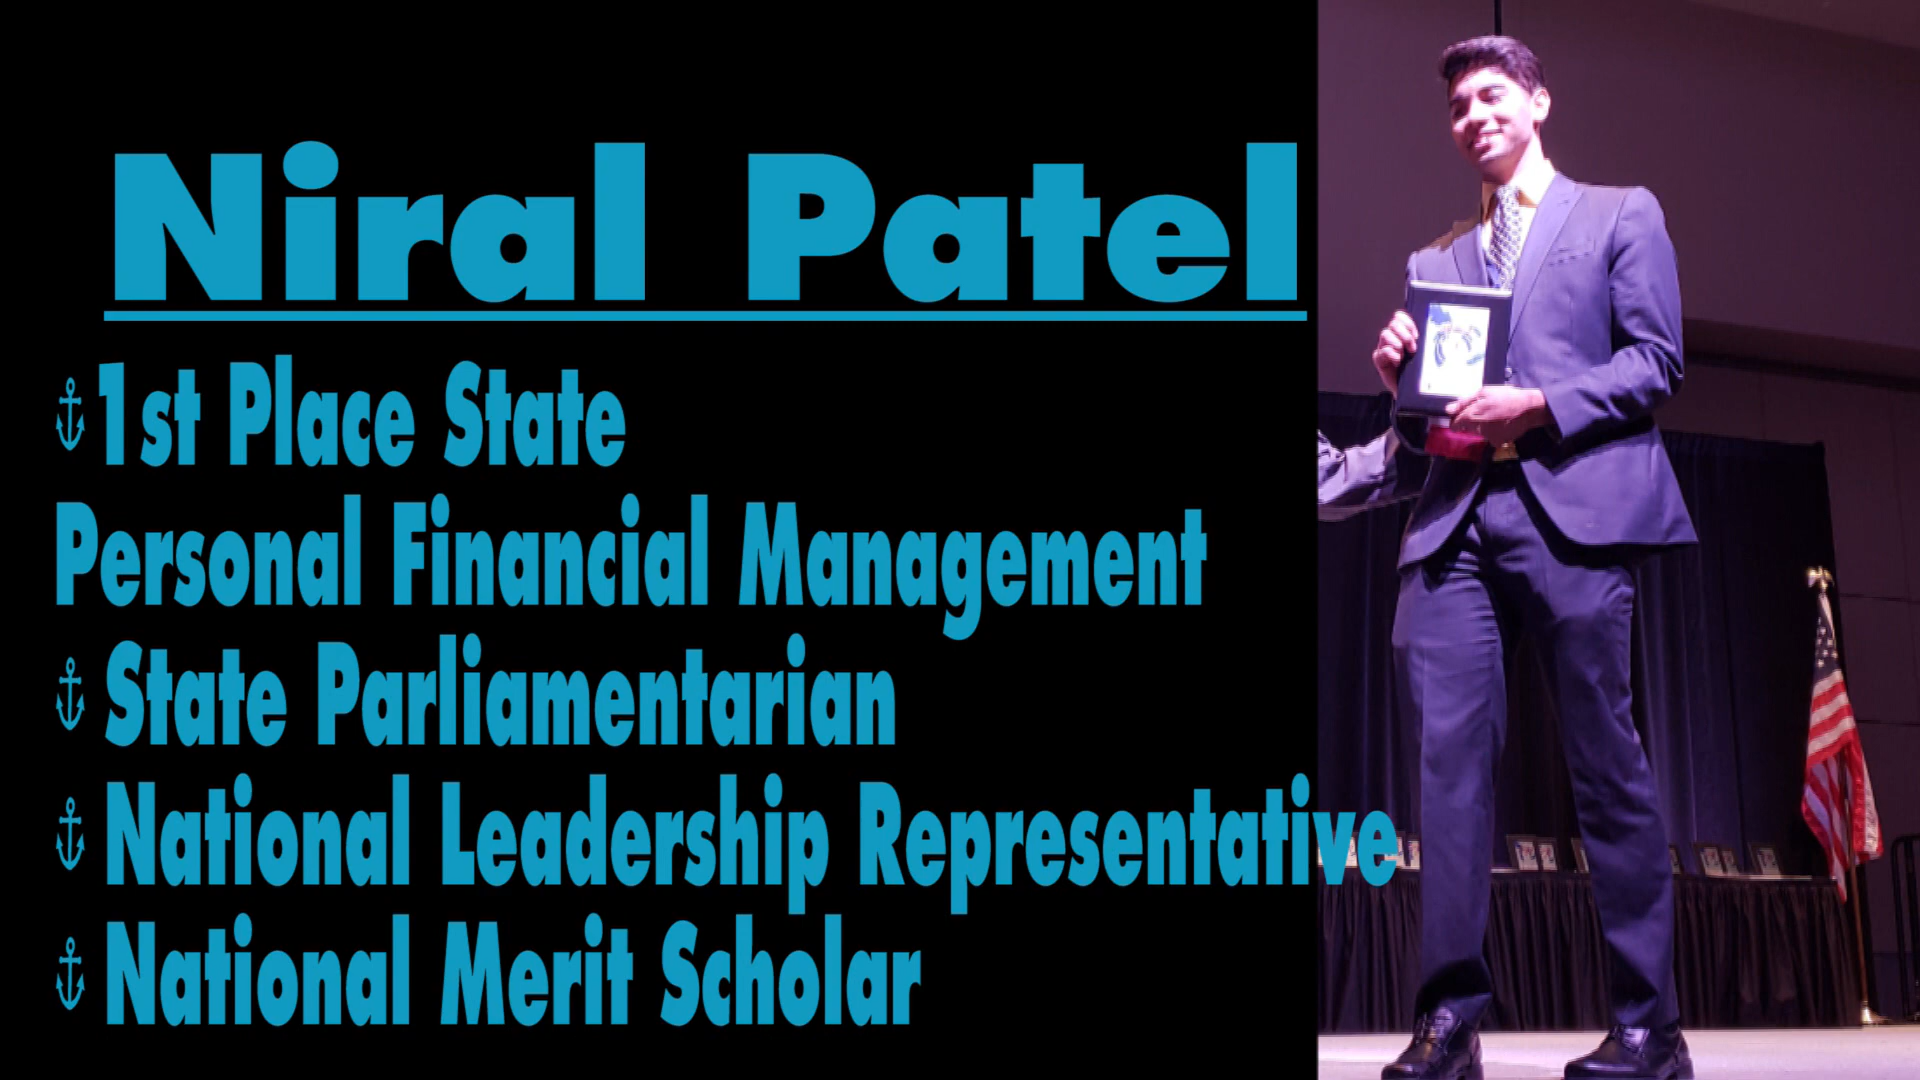 Niral Patel
⚓1st Place State
Personal Financial Management
⚓ State Parliamentarian
⚓ National Leadership Representative
⚓ National Merit Scholar